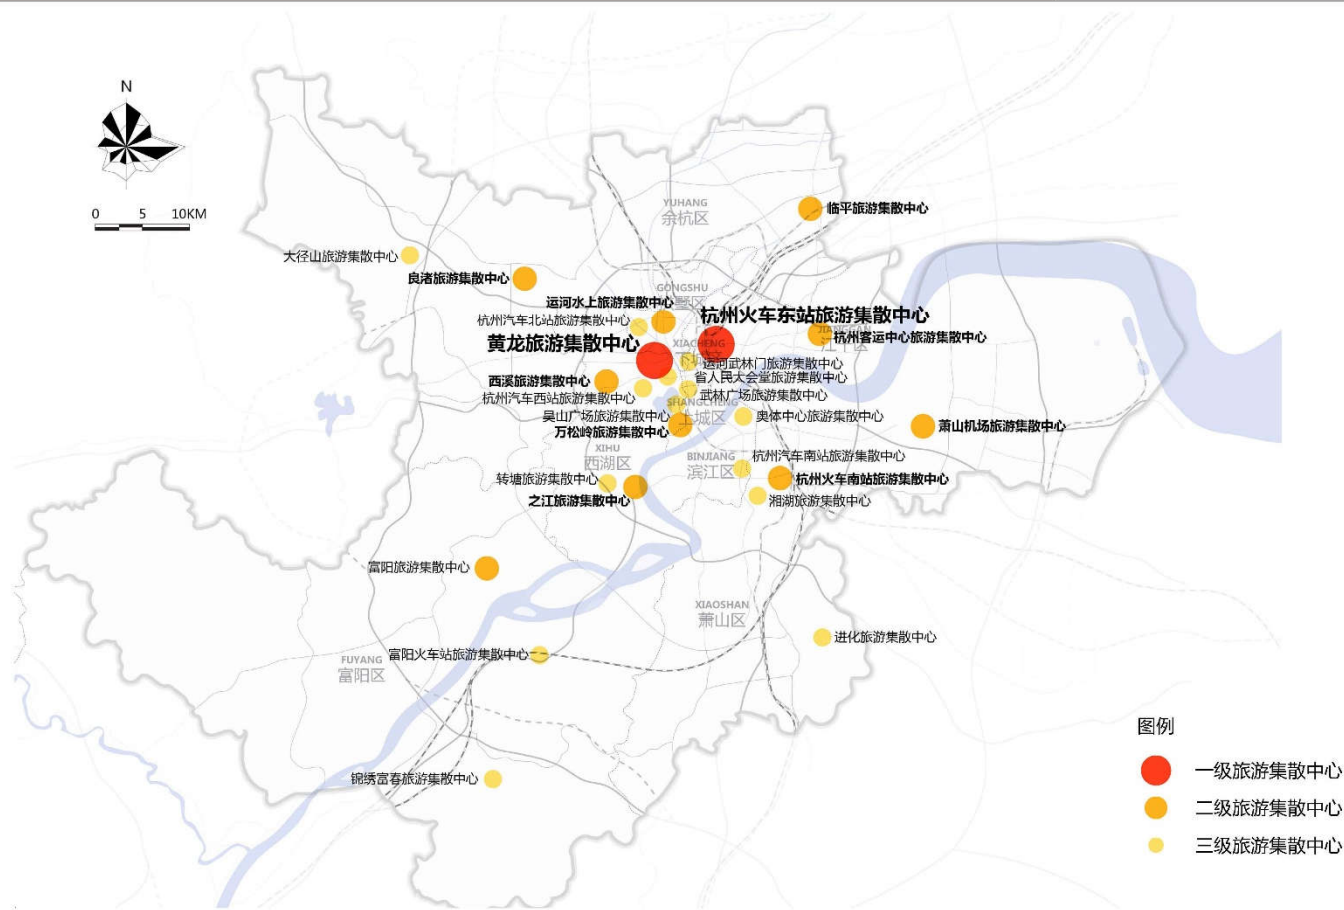 N
0 5 10KM
YUHANG
余杭区
临平旅游集散中心
大径山旅游集散中心
良渚旅游集散中心
GONGSHU
运河水上旅游集散中心
杭州火车东站旅游集散中心
杭州汽车北站旅游集散中心
JIANGGAN
江干区
杭州客运中心旅游集散中心
黄龙旅游集散中心
XIACHENG
下城区
运河武林门旅游集散中心
省人民大会堂旅游集散中心
西溪旅游集散中心
杭州汽车西站旅游集散中心
武林广场旅游集散中心
SHANGCHENG
上城区
吴山广场旅游集散中心
奥体中心旅游集散中心
万松岭旅游集散中心
萧山机场旅游集散中心
XIHU
西湖区
BINJIANG
滨江区
杭州汽车南站旅游集散中心
转塘旅游集散中心
杭州火车南站旅游集散中心
之江旅游集散中心
湘湖旅游集散中心
富阳旅游集散中心
XIAOSHAN
萧山区
进化旅游集散中心
富阳火车站旅游集散中心
FUYANG
富阳区
锦绣富春旅游集散中心
图例
一级旅游集散中心
二级旅游集散中心
三级旅游集散中心